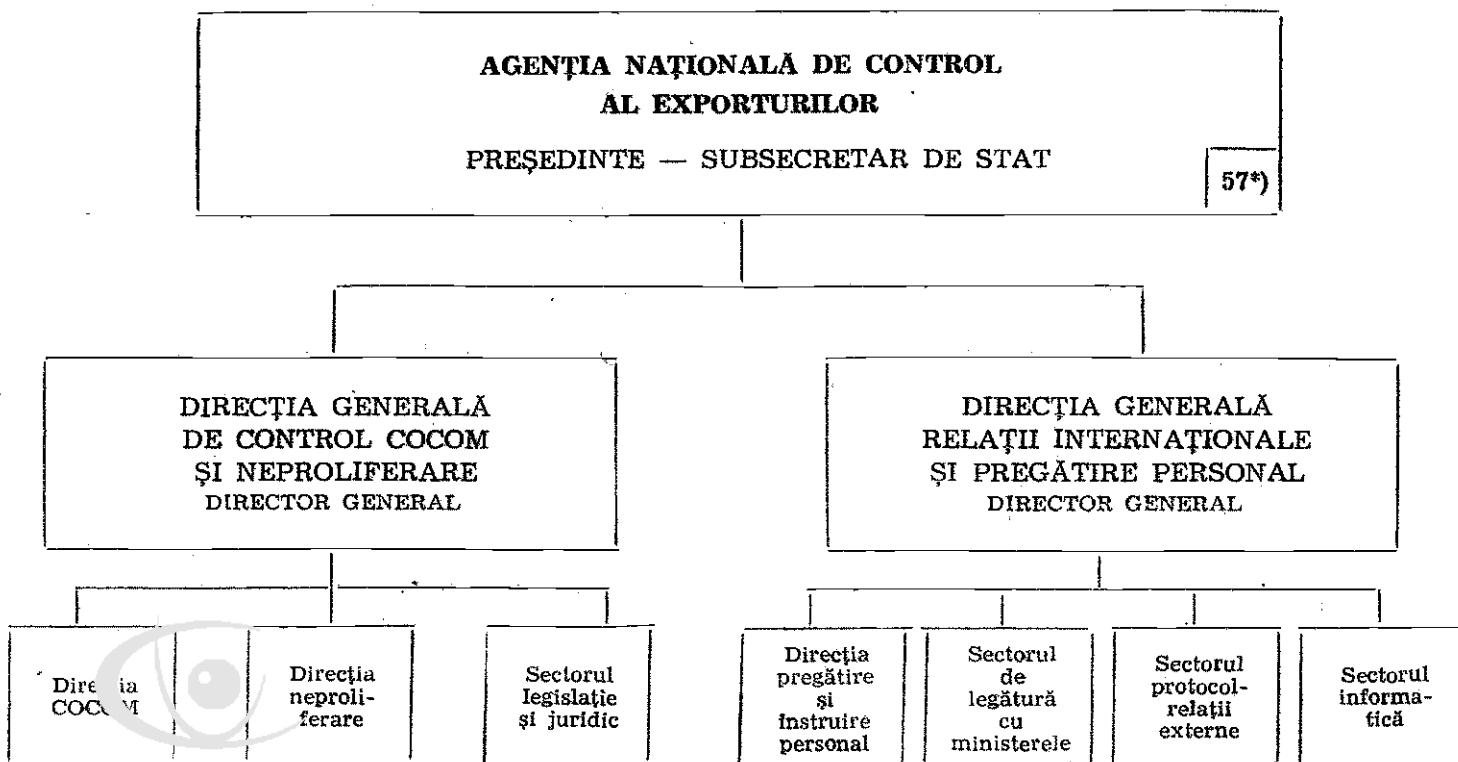 AGENȚIA NAȚIONALĂ DE CONTROL
AL EXPORTURILOR
PREȘEDINTE — SUBSECRETAR DE STAT
57*)
DIRECȚIA GENERALĂ
DE CONTROL COCOM
ȘI NEPROLIFERARE
DIRECTOR GENERAL
DIRECȚIA GENERALĂ
RELAȚII INTERNAȚIONALE
ȘI PREGĂTIRE PERSONAL
DIRECTOR GENERAL
Direcția
COCOM
Direcția
neproli-
ferare
Sectorul
legislație
și juridic
Direcția
pregătire
și
instruire
personal
Sectorul
de
legătură
cu
ministerele
Sectorul
protocol-
relații
externe
Sectorul
informa-
tică